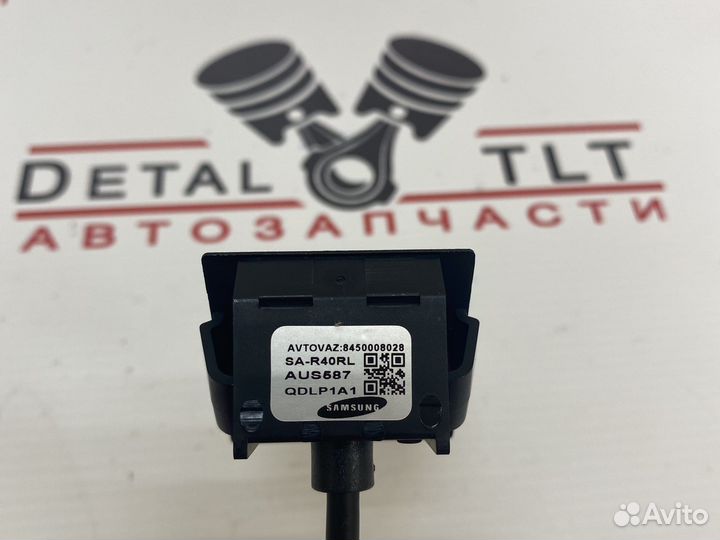 DETAL TLT
АВТОЗАПЧАСТИ
AVTOVAZ:8450008028
SA-R40RL
AUS587
QDLP1A1
SAMSUNG
Avito